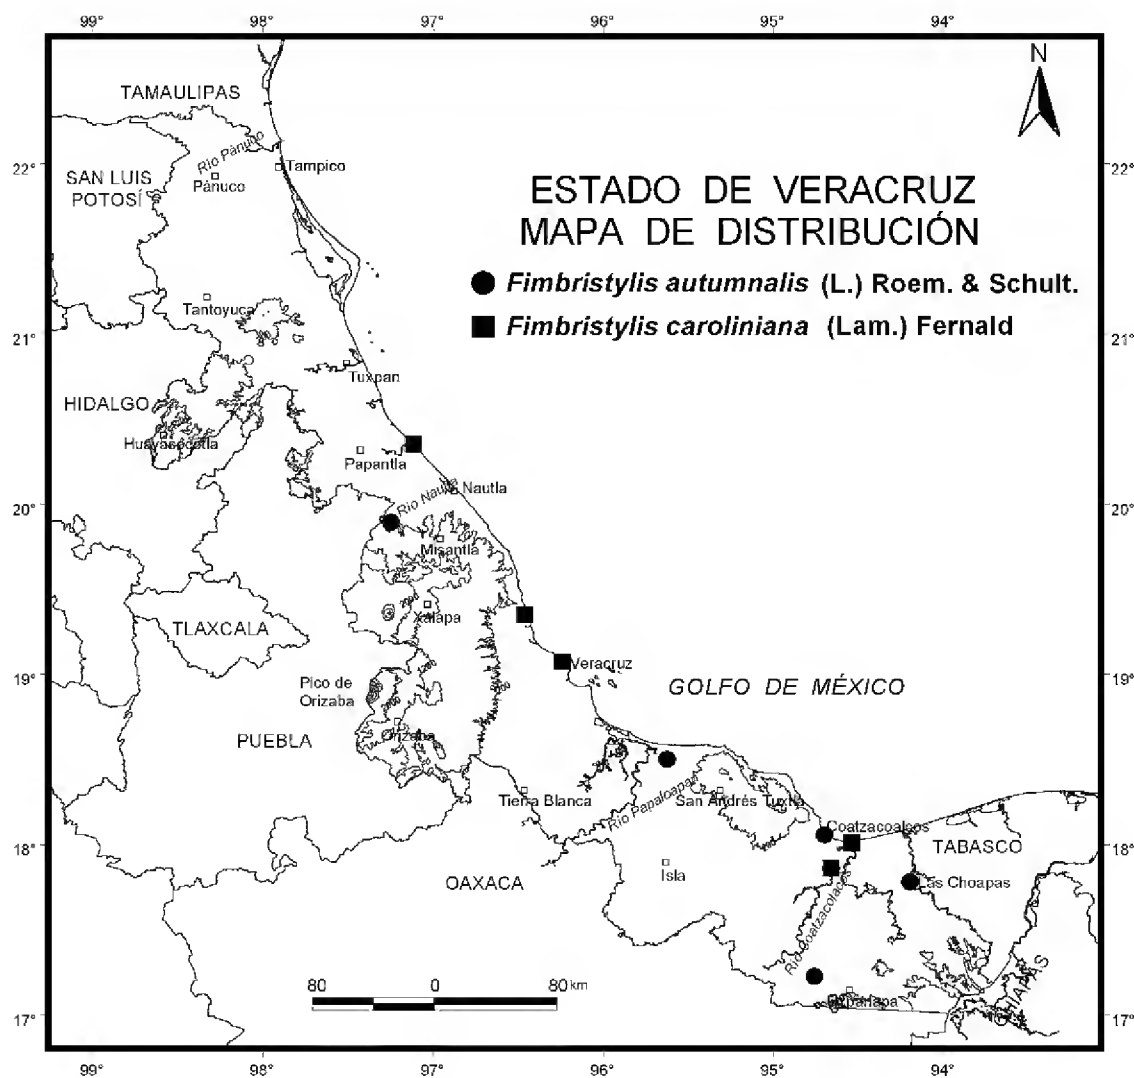 99° 98° 97° 96° 95° 94°
N
TAMAULIPAS
Río Pánuco
22° Tampico 22°
SAN LUIS
POTOSÍ
Pánuco
ESTADO DE VERACRUZ
MAPA DE DISTRIBUCIÓN
Fimbristylis autumnalis (L.) Roem. & Schult.
Tantoyuca
Fimbristylis caroliniana (Lam.) Fernald
21° 21°
Tuxpan
HIDALGO
Huayacocotla
Papantla
Nautla
Río Nautla
20° 20°
Misantla
Xalapa
TLAXCALA
Veracruz
19° 19°
Pico de
Orizaba
GOLFO DE MÉXICO
Orizaba
PUEBLA
Tierra Blanca
Río Papaloapan
San Andrés Tuxtla
Coatzacoalcos
18° 18°
TABASCO
Isla
OAXACA
Las Choapas
Río Coatzacoalcos
CHIAPAS
80 0 80 km
Uxpanapa
17° 17°
99° 98° 97° 96° 95° 94°